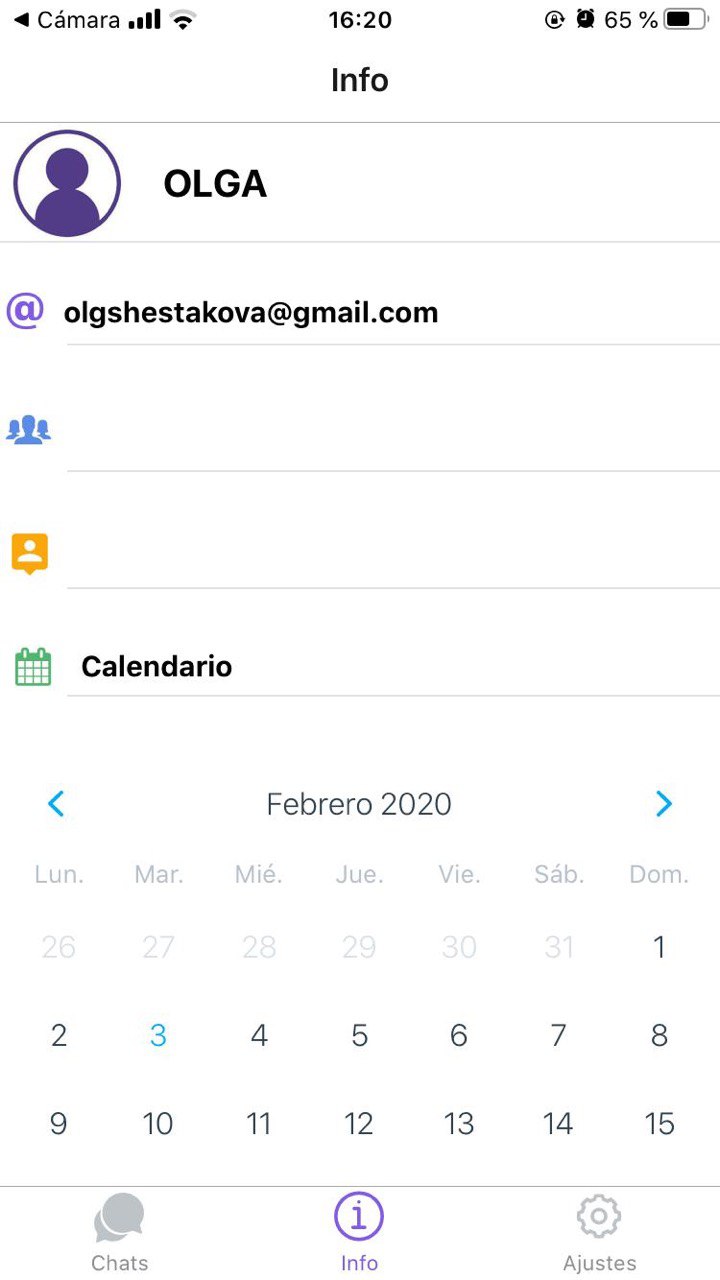 Cámara 16:20 65 %
Info
OLGA
@ olgshestakova@gmail.com
Calendario
Febrero 2020
Lun. Mar. Mié. Jue. Vie. Sáb. Dom.
26 27 28 29 30 31 1
2 3 4 5 6 7 8
9 10 11 12 13 14 15
Chats Info Ajustes